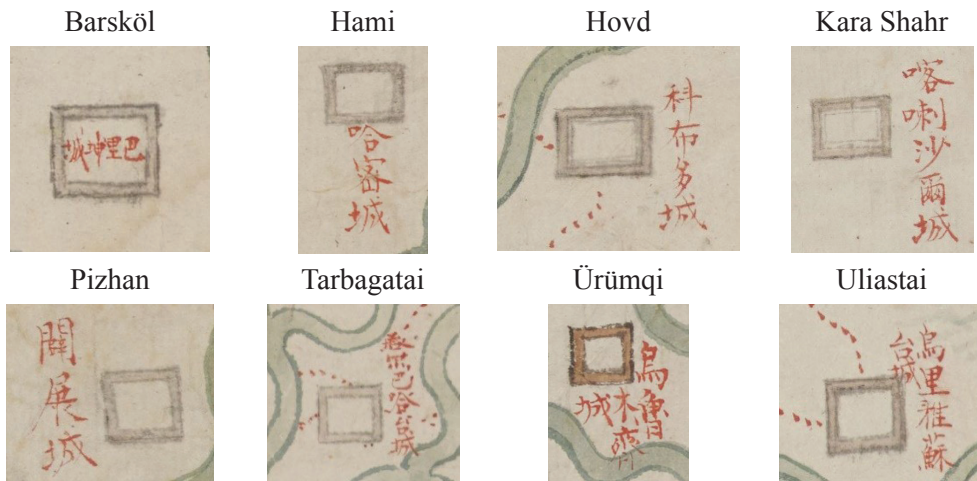 Barsköl
Hami
Hovd
Kara Shahr
巴里坤城
哈密城
科布多城
喀喇沙爾城
Pizhan
Tarbagatai
Ürümqi
Uliastai
闢展城
巴哈台城
烏魯木齊城
烏里雅蘇台城